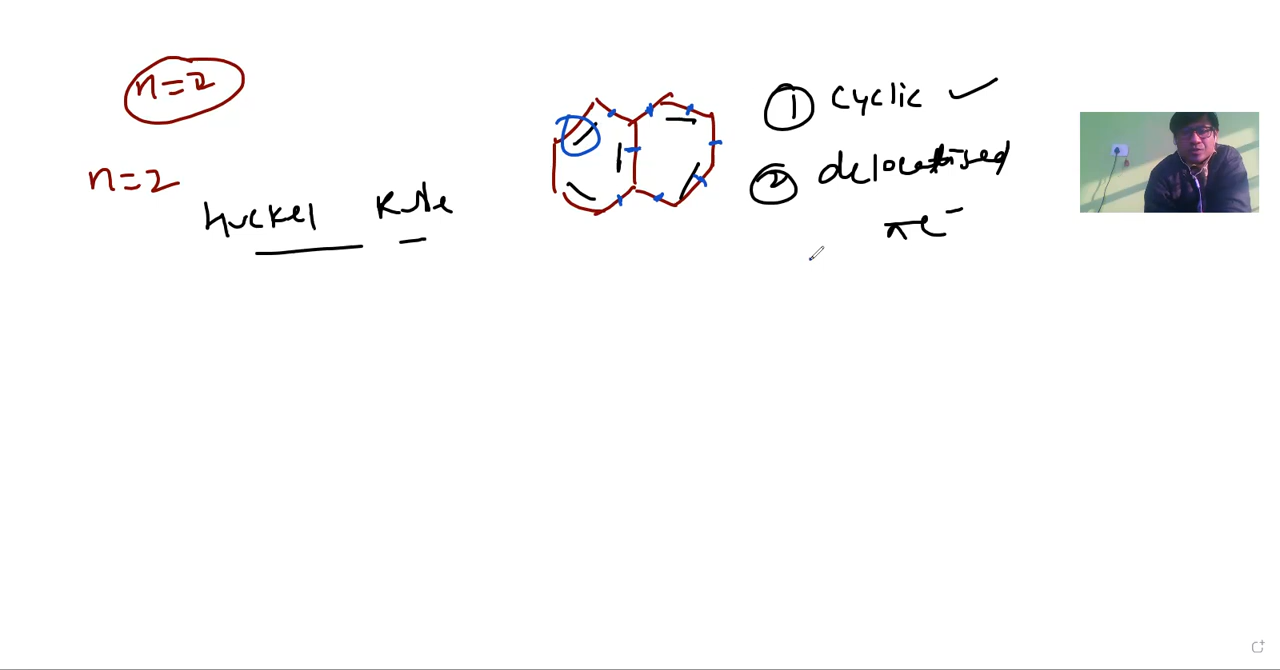 n=2
n=2
Huckel Rule
① cyclic ✓
② delocalised
πe⁻